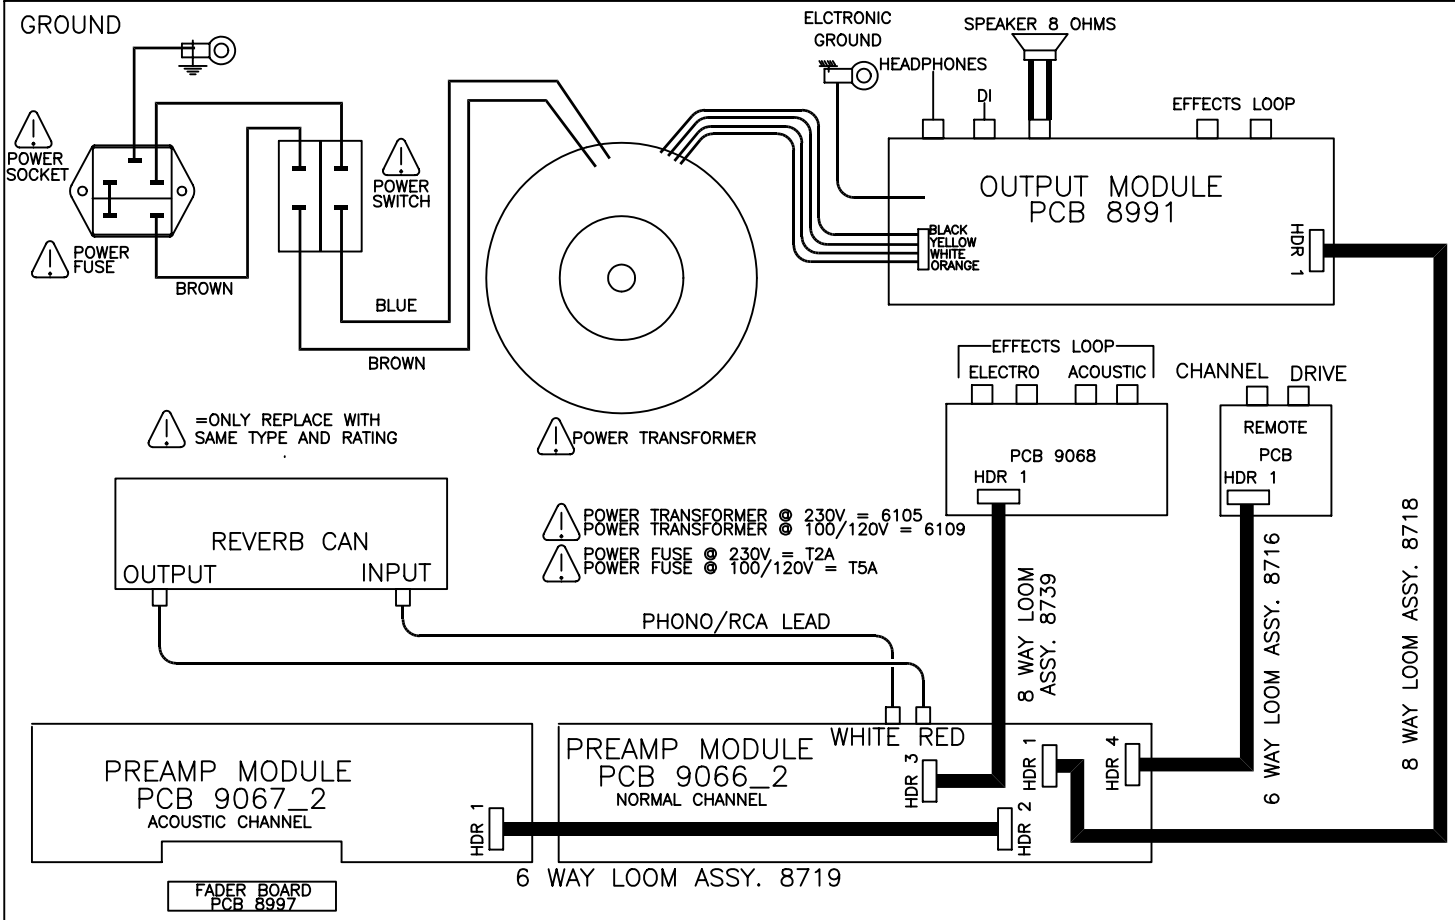 GROUND
ELCTRONIC
GROUND
SPEAKER 8 OHMS
HEADPHONES
DI
EFFECTS LOOP
POWER
SOCKET
POWER
SWITCH
POWER
FUSE
BROWN
BLUE
BROWN
OUTPUT MODULE
PCB 8991
BLACK
YELLOW
WHITE
ORANGE
HDR 1
EFFECTS LOOP
ELECTRO
ACOUSTIC
CHANNEL
DRIVE
REMOTE
PCB
HDR 1
PCB 9068
HDR 1
=ONLY REPLACE WITH
SAME TYPE AND RATING
POWER TRANSFORMER
POWER TRANSFORMER @ 230V = 6105
POWER TRANSFORMER @ 100/120V = 6109
POWER FUSE @ 230V = T2A
POWER FUSE @ 100/120V = T5A
REVERB CAN
OUTPUT
INPUT
PHONO/RCA LEAD
8 WAY LOOM
ASSY. 8739
6 WAY LOOM ASSY. 8716
8 WAY LOOM ASSY. 8718
WHITE
RED
PREAMP MODULE
PCB 9067_2
ACOUSTIC CHANNEL
HDR 1
PREAMP MODULE
PCB 9066_2
NORMAL CHANNEL
HDR 3
HDR 2
HDR 1
HDR 4
6 WAY LOOM ASSY. 8719
FADER BOARD
PCB 8997